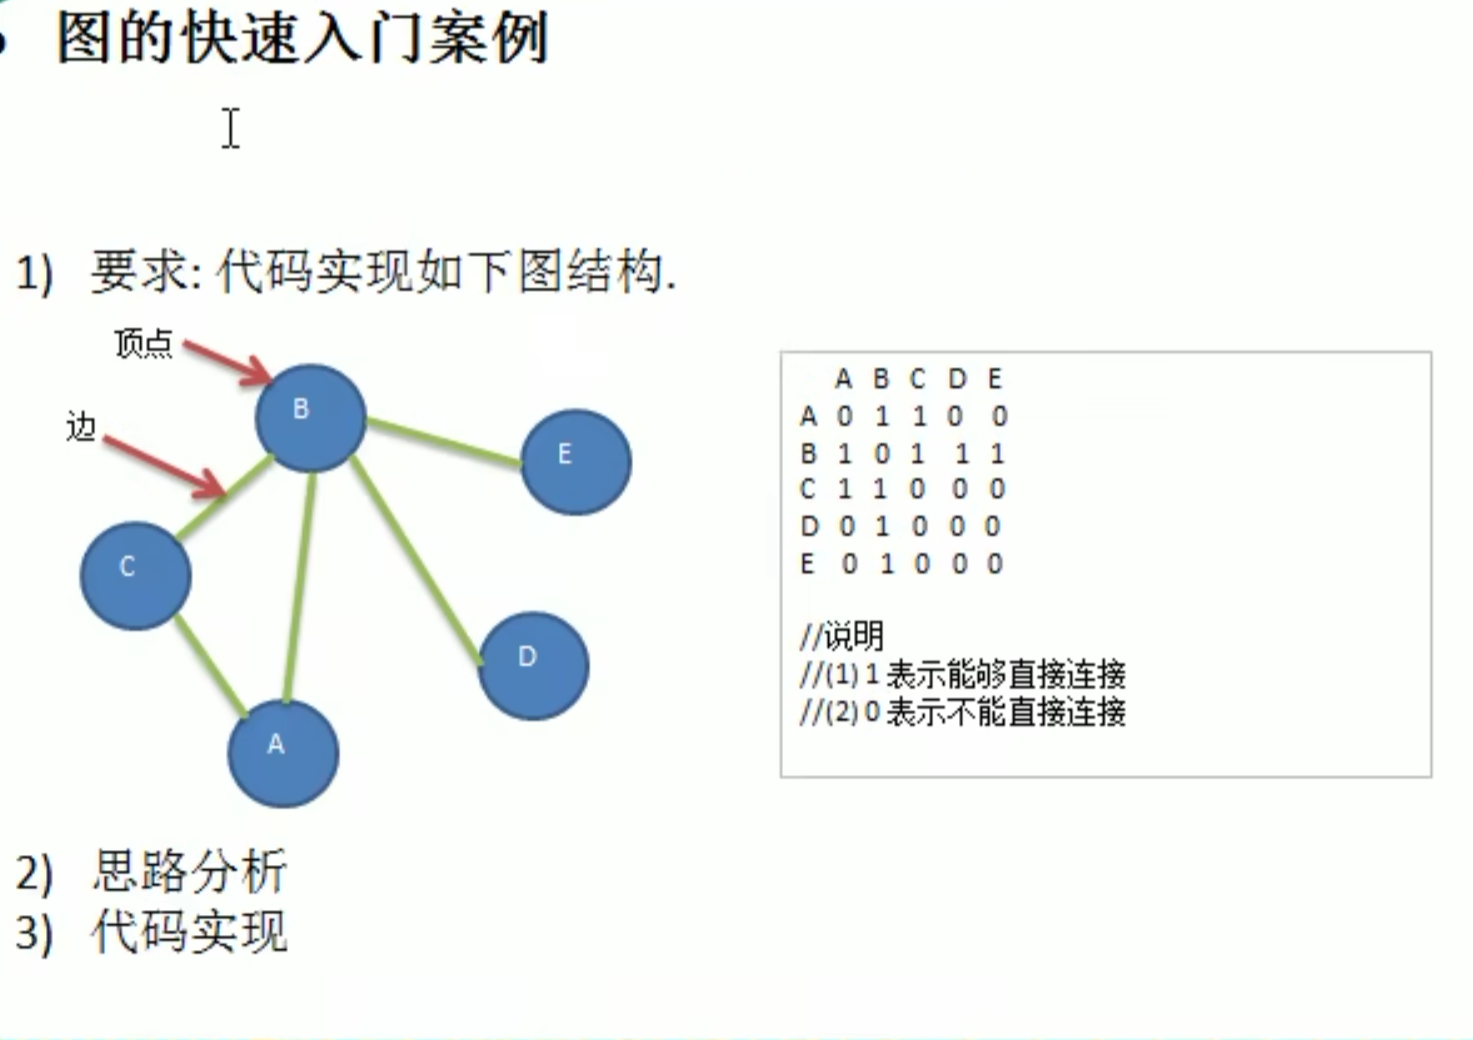 图的快速入门案例
1) 要求: 代码实现如下图结构.
顶点
边
B
E
C
D
A
A B C D E
A 0 1 1 0 0
B 1 0 1 1 1
C 1 1 0 0 0
D 0 1 0 0 0
E 0 1 0 0 0
//说明
//(1) 1 表示能够直接连接
//(2) 0 表示不能直接连接
2) 思路分析
3) 代码实现